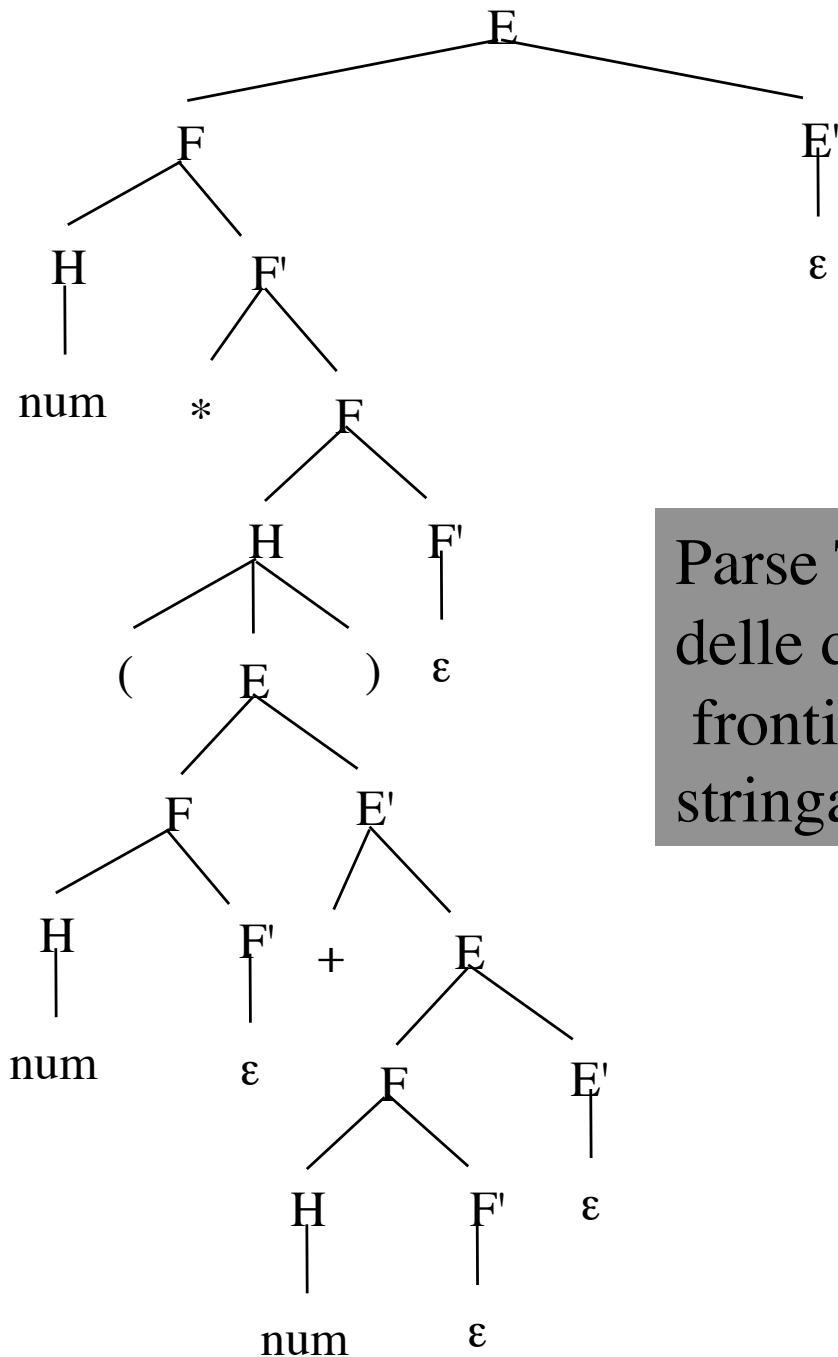 E
F E'
H F' ε
num * F
H F'
( E ) ε
F E'
H F' + E
num ε F E'
H F' ε
num ε
Parse
delle
fronti
stringa